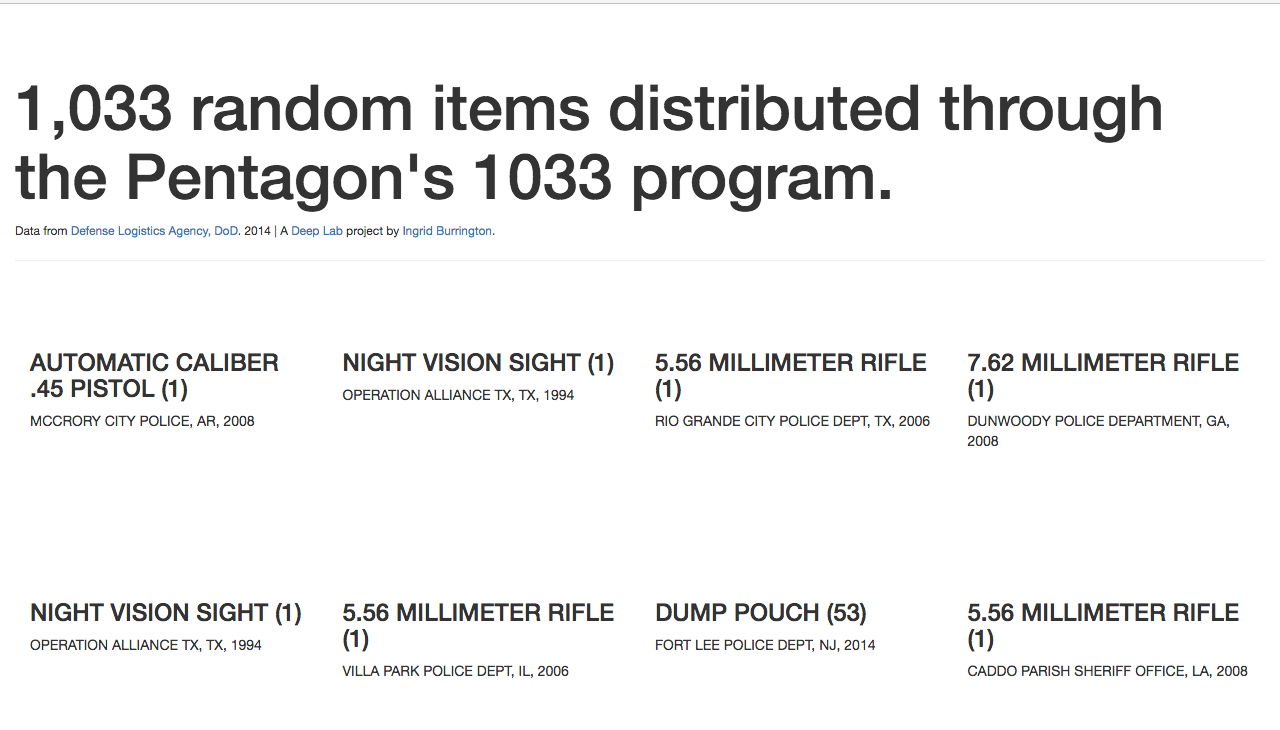 1,033 random items distributed through
the Pentagon's 1033 program.
Data from Defense Logistics Agency, DoD. 2014 | A Deep Lab project by Ingrid Burrington.
AUTOMATIC CALIBER
.45 PISTOL (1)
MCCRORY CITY POLICE, AR, 2008
NIGHT VISION SIGHT (1)
OPERATION ALLIANCE TX, TX, 1994
5.56 MILLIMETER RIFLE
(1)
RIO GRANDE CITY POLICE DEPT, TX, 2006
7.62 MILLIMETER RIFLE
(1)
DUNWOODY POLICE DEPARTMENT, GA,
2008
NIGHT VISION SIGHT (1)
OPERATION ALLIANCE TX, TX, 1994
5.56 MILLIMETER RIFLE
(1)
VILLA PARK POLICE DEPT, IL, 2006
DUMP POUCH (53)
FORT LEE POLICE DEPT, NJ, 2014
5.56 MILLIMETER RIFLE
(1)
CADDO PARISH SHERIFF OFFICE, LA, 2008